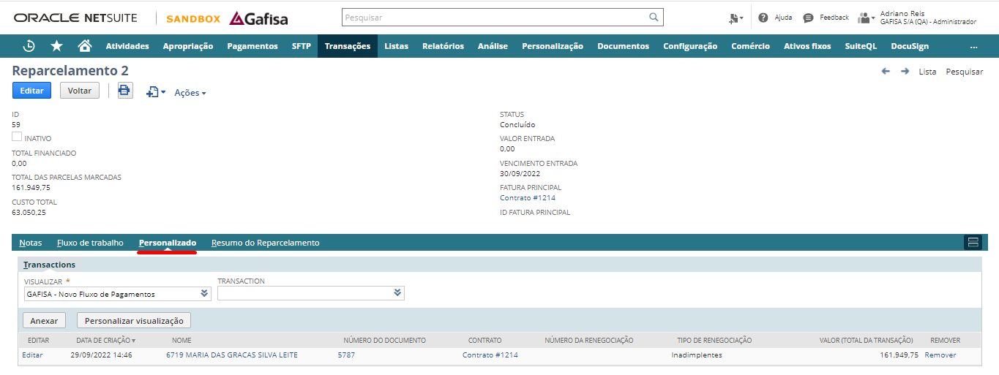 ORACLE NETSUITE SANDBOX Gafisa Pesquisar Ajuda Feedback Adriano Reis
GAFISA S/A (QA) - Administrador
Atividades Apropriação Pagamentos SFTP Transações Listas Relatórios Análise Personalização Documentos Configuração Comércio Ativos fixos SuiteQL DocuSign ...
Reparcelamento 2 Lista Pesquisar
Editar Voltar Ações
ID
59
INATIVO
TOTAL FINANCIADO
0,00
TOTAL DAS PARCELAS MARCADAS
161.949,75
CUSTO TOTAL
63.050,25
STATUS
Concluído
VALOR ENTRADA
0,00
VENCIMENTO ENTRADA
30/09/2022
FATURA PRINCIPAL
Contrato #1214
ID FATURA PRINCIPAL
Notas Fluxo de trabalho Personalizado Resumo do Reparcelamento
Transactions
VISUALIZAR * TRANSACTION
GAFISA - Novo Fluxo de Pagamentos
Anexar Personalizar visualização
EDITAR DATA DE CRIAÇÃO NOME NÚMERO DO DOCUMENTO CONTRATO NÚMERO DA RENEGOCIAÇÃO TIPO DE RENEGOCIAÇÃO VALOR (TOTAL DA TRANSAÇÃO) REMOVER
Editar 29/09/2022 14:46 6719 MARIA DAS GRACAS SILVA LEITE 5787 Contrato #1214 Inadimplentes 161.949,75 Remover